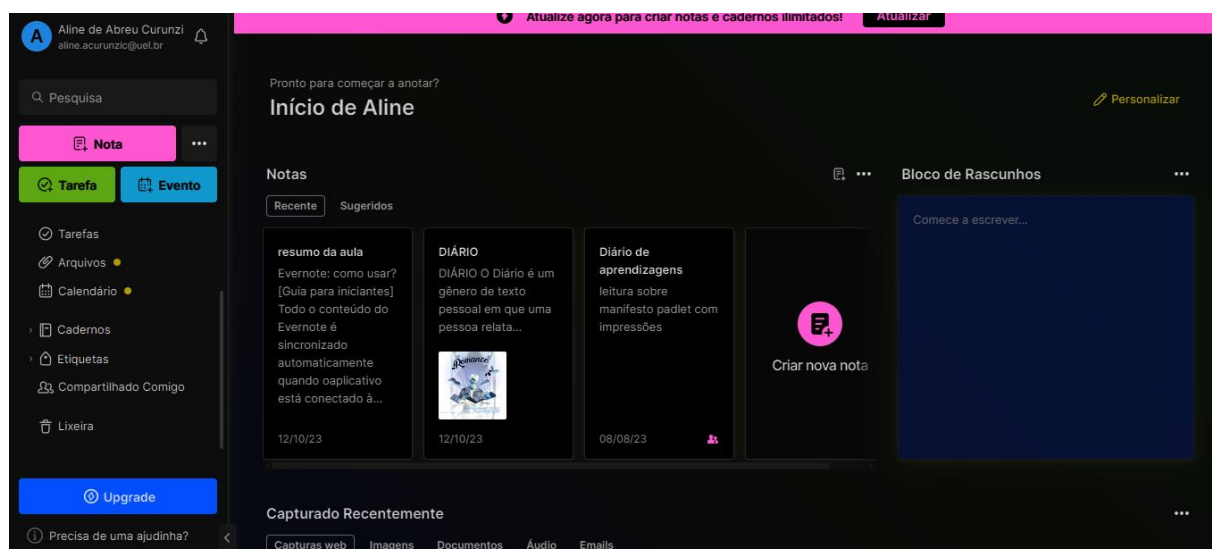 Aline de Abreu Curunzi
aline.acurunzic@uel.br
Pesquisa
Nota
Tarefa
Evento
Tarefas
Arquivos
Calendário
Cadernos
Etiquetas
Compartilhado Comigo
Lixeira
Upgrade
Precisa de uma ajudinha?
Atualize agora para criar notas e cadernos ilimitados!
Atualizar
Pronto para começar a anotar?
Início de Aline
Personalizar
Notas
Recente
Sugeridos
resumo da aula
Evernote: como usar?
[Guia para iniciantes]
Todo o conteúdo do
Evernote é
sincronizado
automaticamente
quando oaplicativo
está conectado à...
12/10/23
DIÁRIO
DIÁRIO O Diário é um
gênero de texto
pessoal em que uma
pessoa relata...
Romance
12/10/23
Diário de
aprendizagens
leitura sobre
manifesto padlet com
impressões
08/08/23
Criar nova nota
Bloco de Rascunhos
Comece a escrever...
Capturado Recentemente
Capturas web
Imagens
Documentos
Áudio
Emails